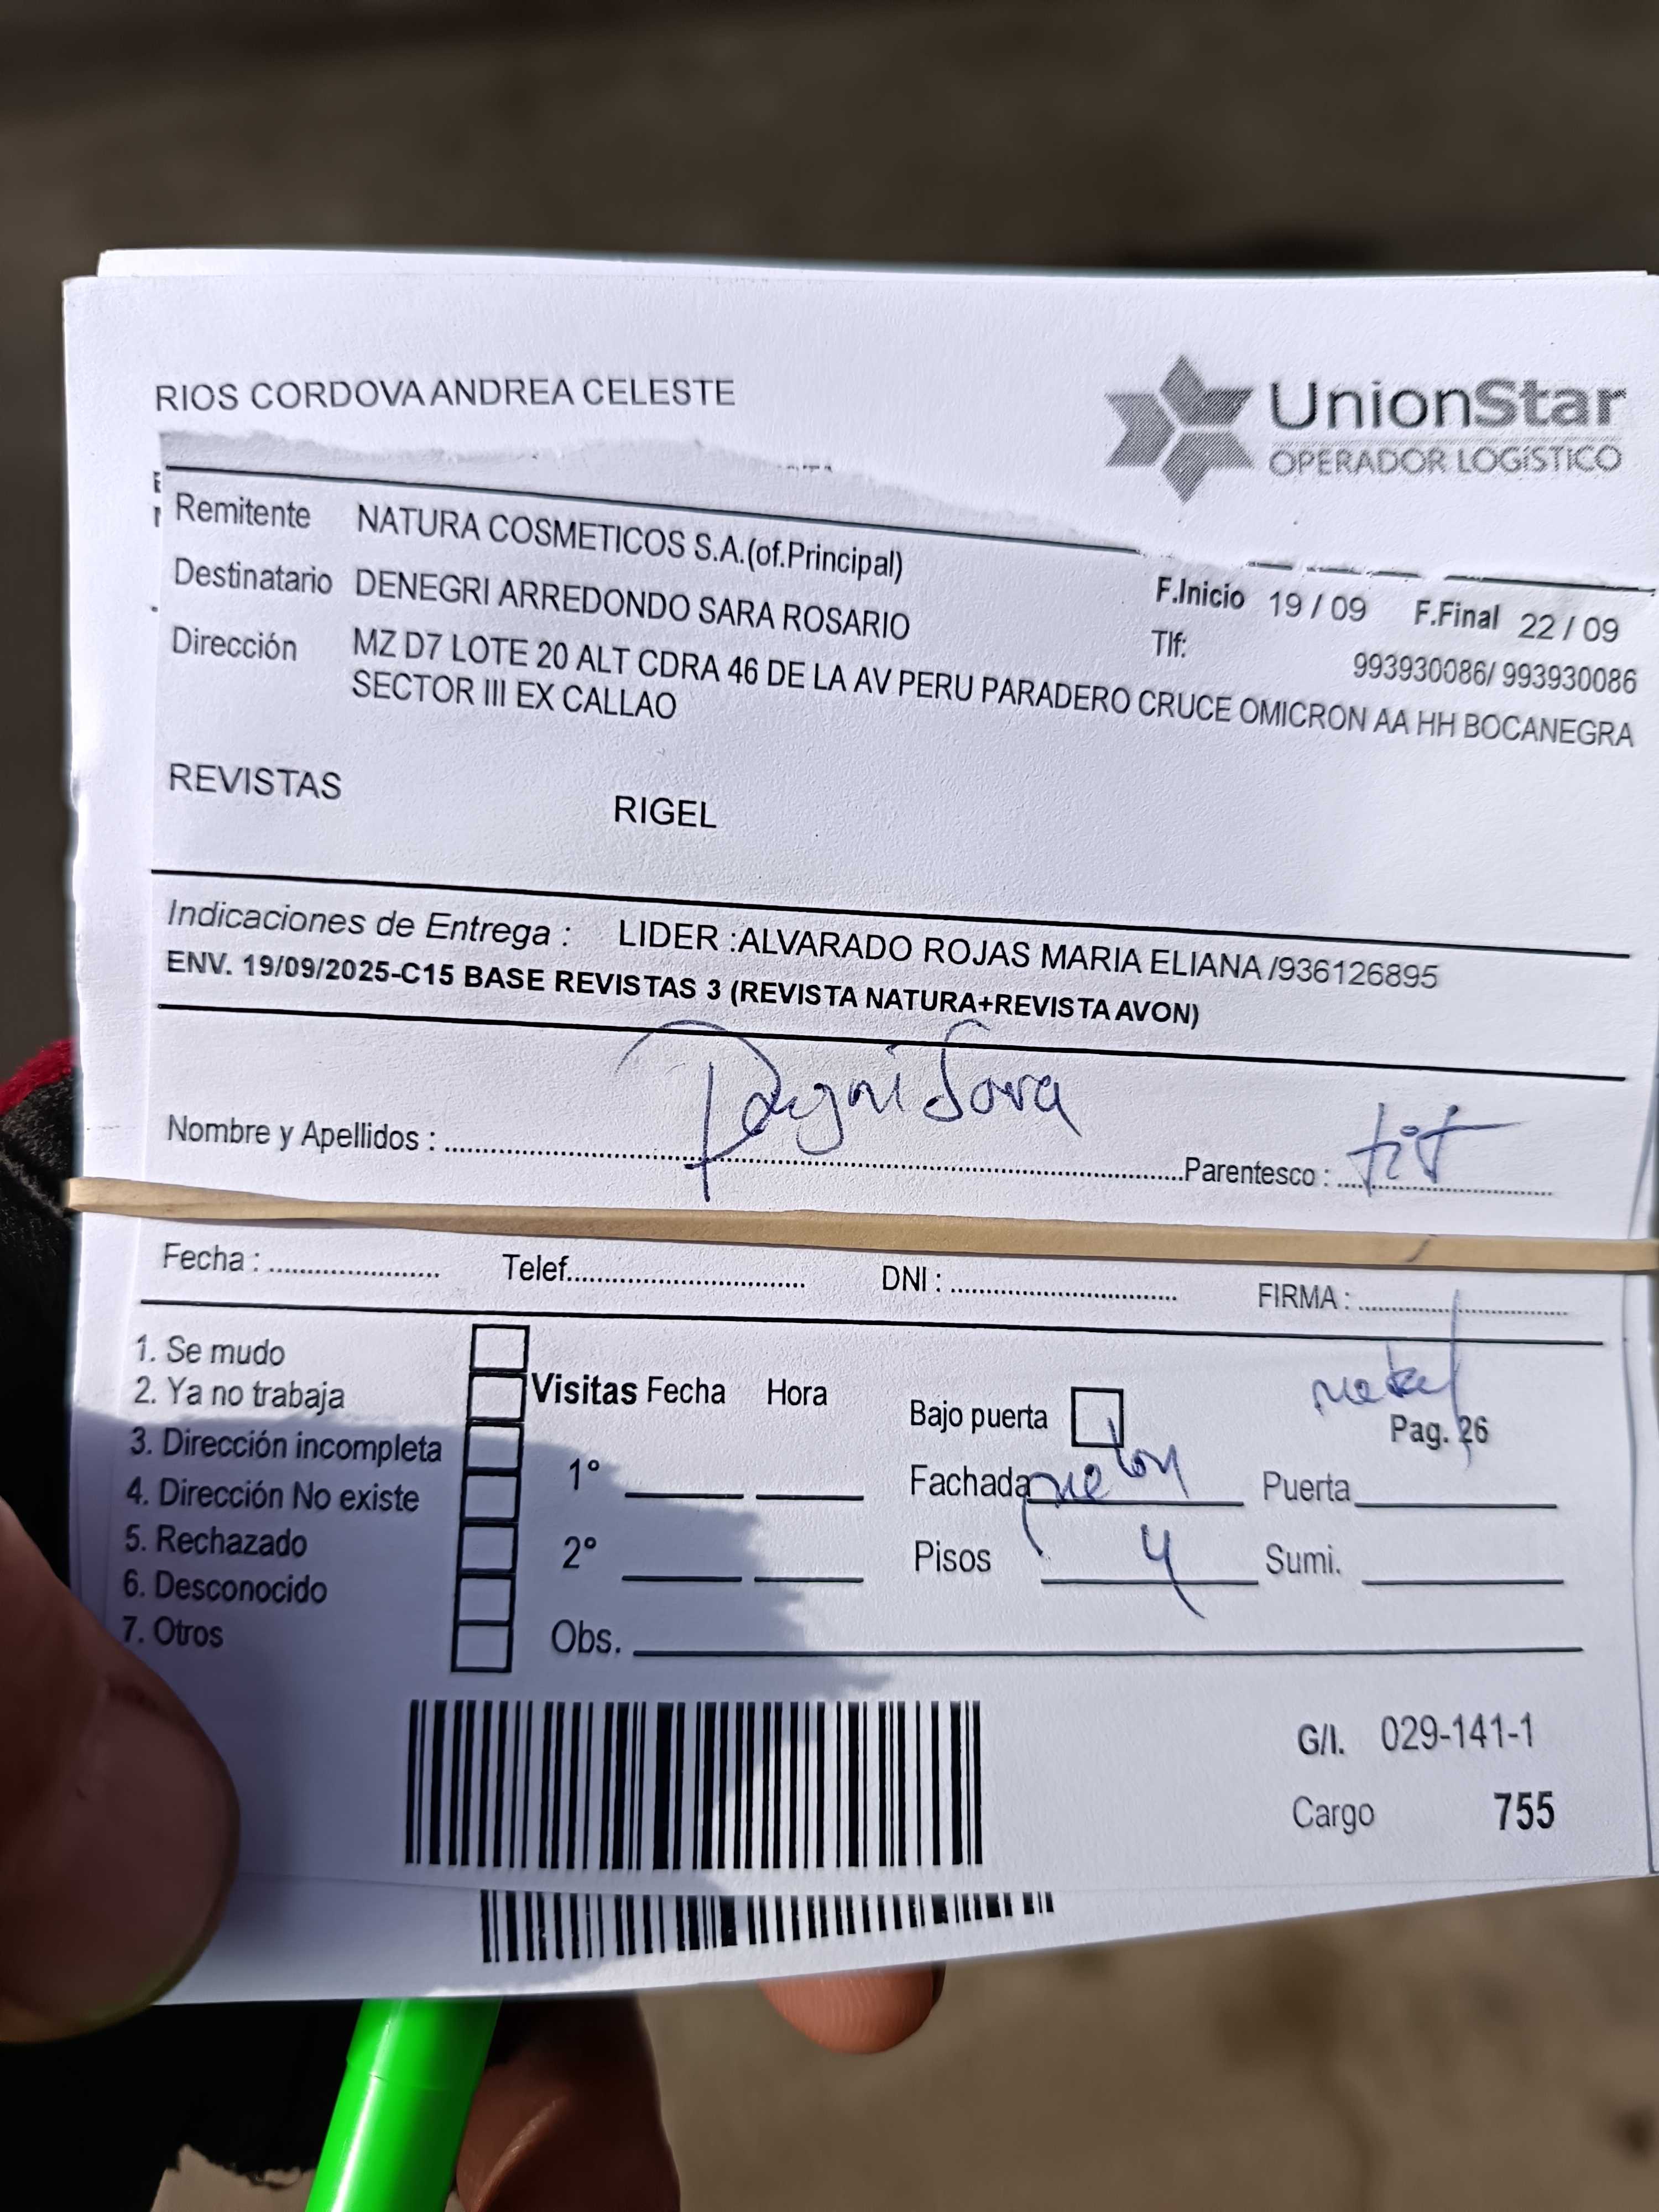 RIOS CORDOVA ANDREA CELESTE
UnionStar
OPERADOR LOGíSTICO
Remitente NATURA COSMETICOS S.A.(of.Principal)
F.Inicio 19 / 09 F.Final 22 / 09
Destinatario DENEGRI ARREDONDO SARA ROSARIO
Tlf: 993930086/ 993930086
Dirección MZ D7 LOTE 20 ALT CDRA 46 DE LA AV PERU PARADERO CRUCE OMICRON AA HH BOCANEGRA
SECTOR III EX CALLAO
REVISTAS RIGEL
Indicaciones de Entrega : LIDER :ALVARADO ROJAS MARIA ELIANA /936126895
ENV. 19/09/2025-C15 BASE REVISTAS 3 (REVISTA NATURA+REVISTA AVON)
Nombre y Apellidos : Sara Parentesco : tit
Fecha : Telef. DNI : FIRMA :
1. Se mudo
2. Ya no trabaja
3. Dirección incompleta
4. Dirección No existe
5. Rechazado
6. Desconocido
7. Otros
Visitas Fecha Hora
1°
2°
Obs.
Bajo puerta
Pag. 26
Fachada Puerta
Pisos 4 Sumi.
G/I. 029-141-1
Cargo 755